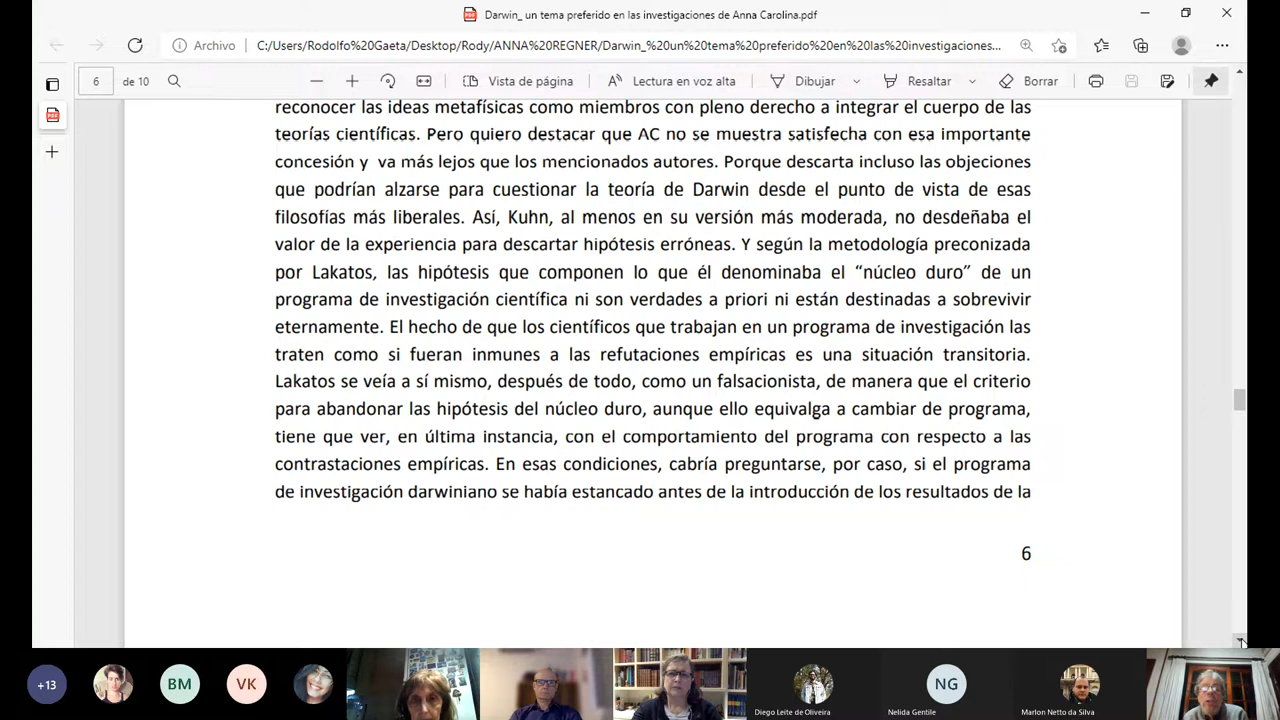 Darwin_ un tema preferido en las investigaciones de Anna Carolina.pdf
Archivo
C:/Users/Rodolfo%20Gaeta/Desktop/Rody/ANNA%20REGNER/Darwin_%20un%20tema%20preferido%20en%20las%20investigaciones...
6 de 10
Vista de página
Lectura en voz alta
Dibujar
Resaltar
Borrar
reconocer las ideas metafísicas como miembros con pleno derecho a integrar el cuerpo de las
teorías científicas. Pero quiero destacar que AC no se muestra satisfecha con esa importante
concesión y va más lejos que los mencionados autores. Porque descarta incluso las objeciones
que podrían alzarse para cuestionar la teoría de Darwin desde el punto de vista de esas
filosofías más liberales. Así, Kuhn, al menos en su versión más moderada, no desdeñaba el
valor de la experiencia para descartar hipótesis erróneas. Y según la metodología preconizada
por Lakatos, las hipótesis que componen lo que él denominaba el “núcleo duro” de un
programa de investigación científica ni son verdades a priori ni están destinadas a sobrevivir
eternamente. El hecho de que los científicos que trabajan en un programa de investigación las
traten como si fueran inmunes a las refutaciones empíricas es una situación transitoria.
Lakatos se veía a sí mismo, después de todo, como un falsacionista, de manera que el criterio
para abandonar las hipótesis del núcleo duro, aunque ello equivalga a cambiar de programa,
tiene que ver, en última instancia, con el comportamiento del programa con respecto a las
contrastaciones empíricas. En esas condiciones, cabría preguntarse, por caso, si el programa
de investigación darwiniano se había estancado antes de la introducción de los resultados de la
6
+13
BM
VK
NG
Diego Leite de Oliveira
Nelida Gentile
Marlon Netto da Silva